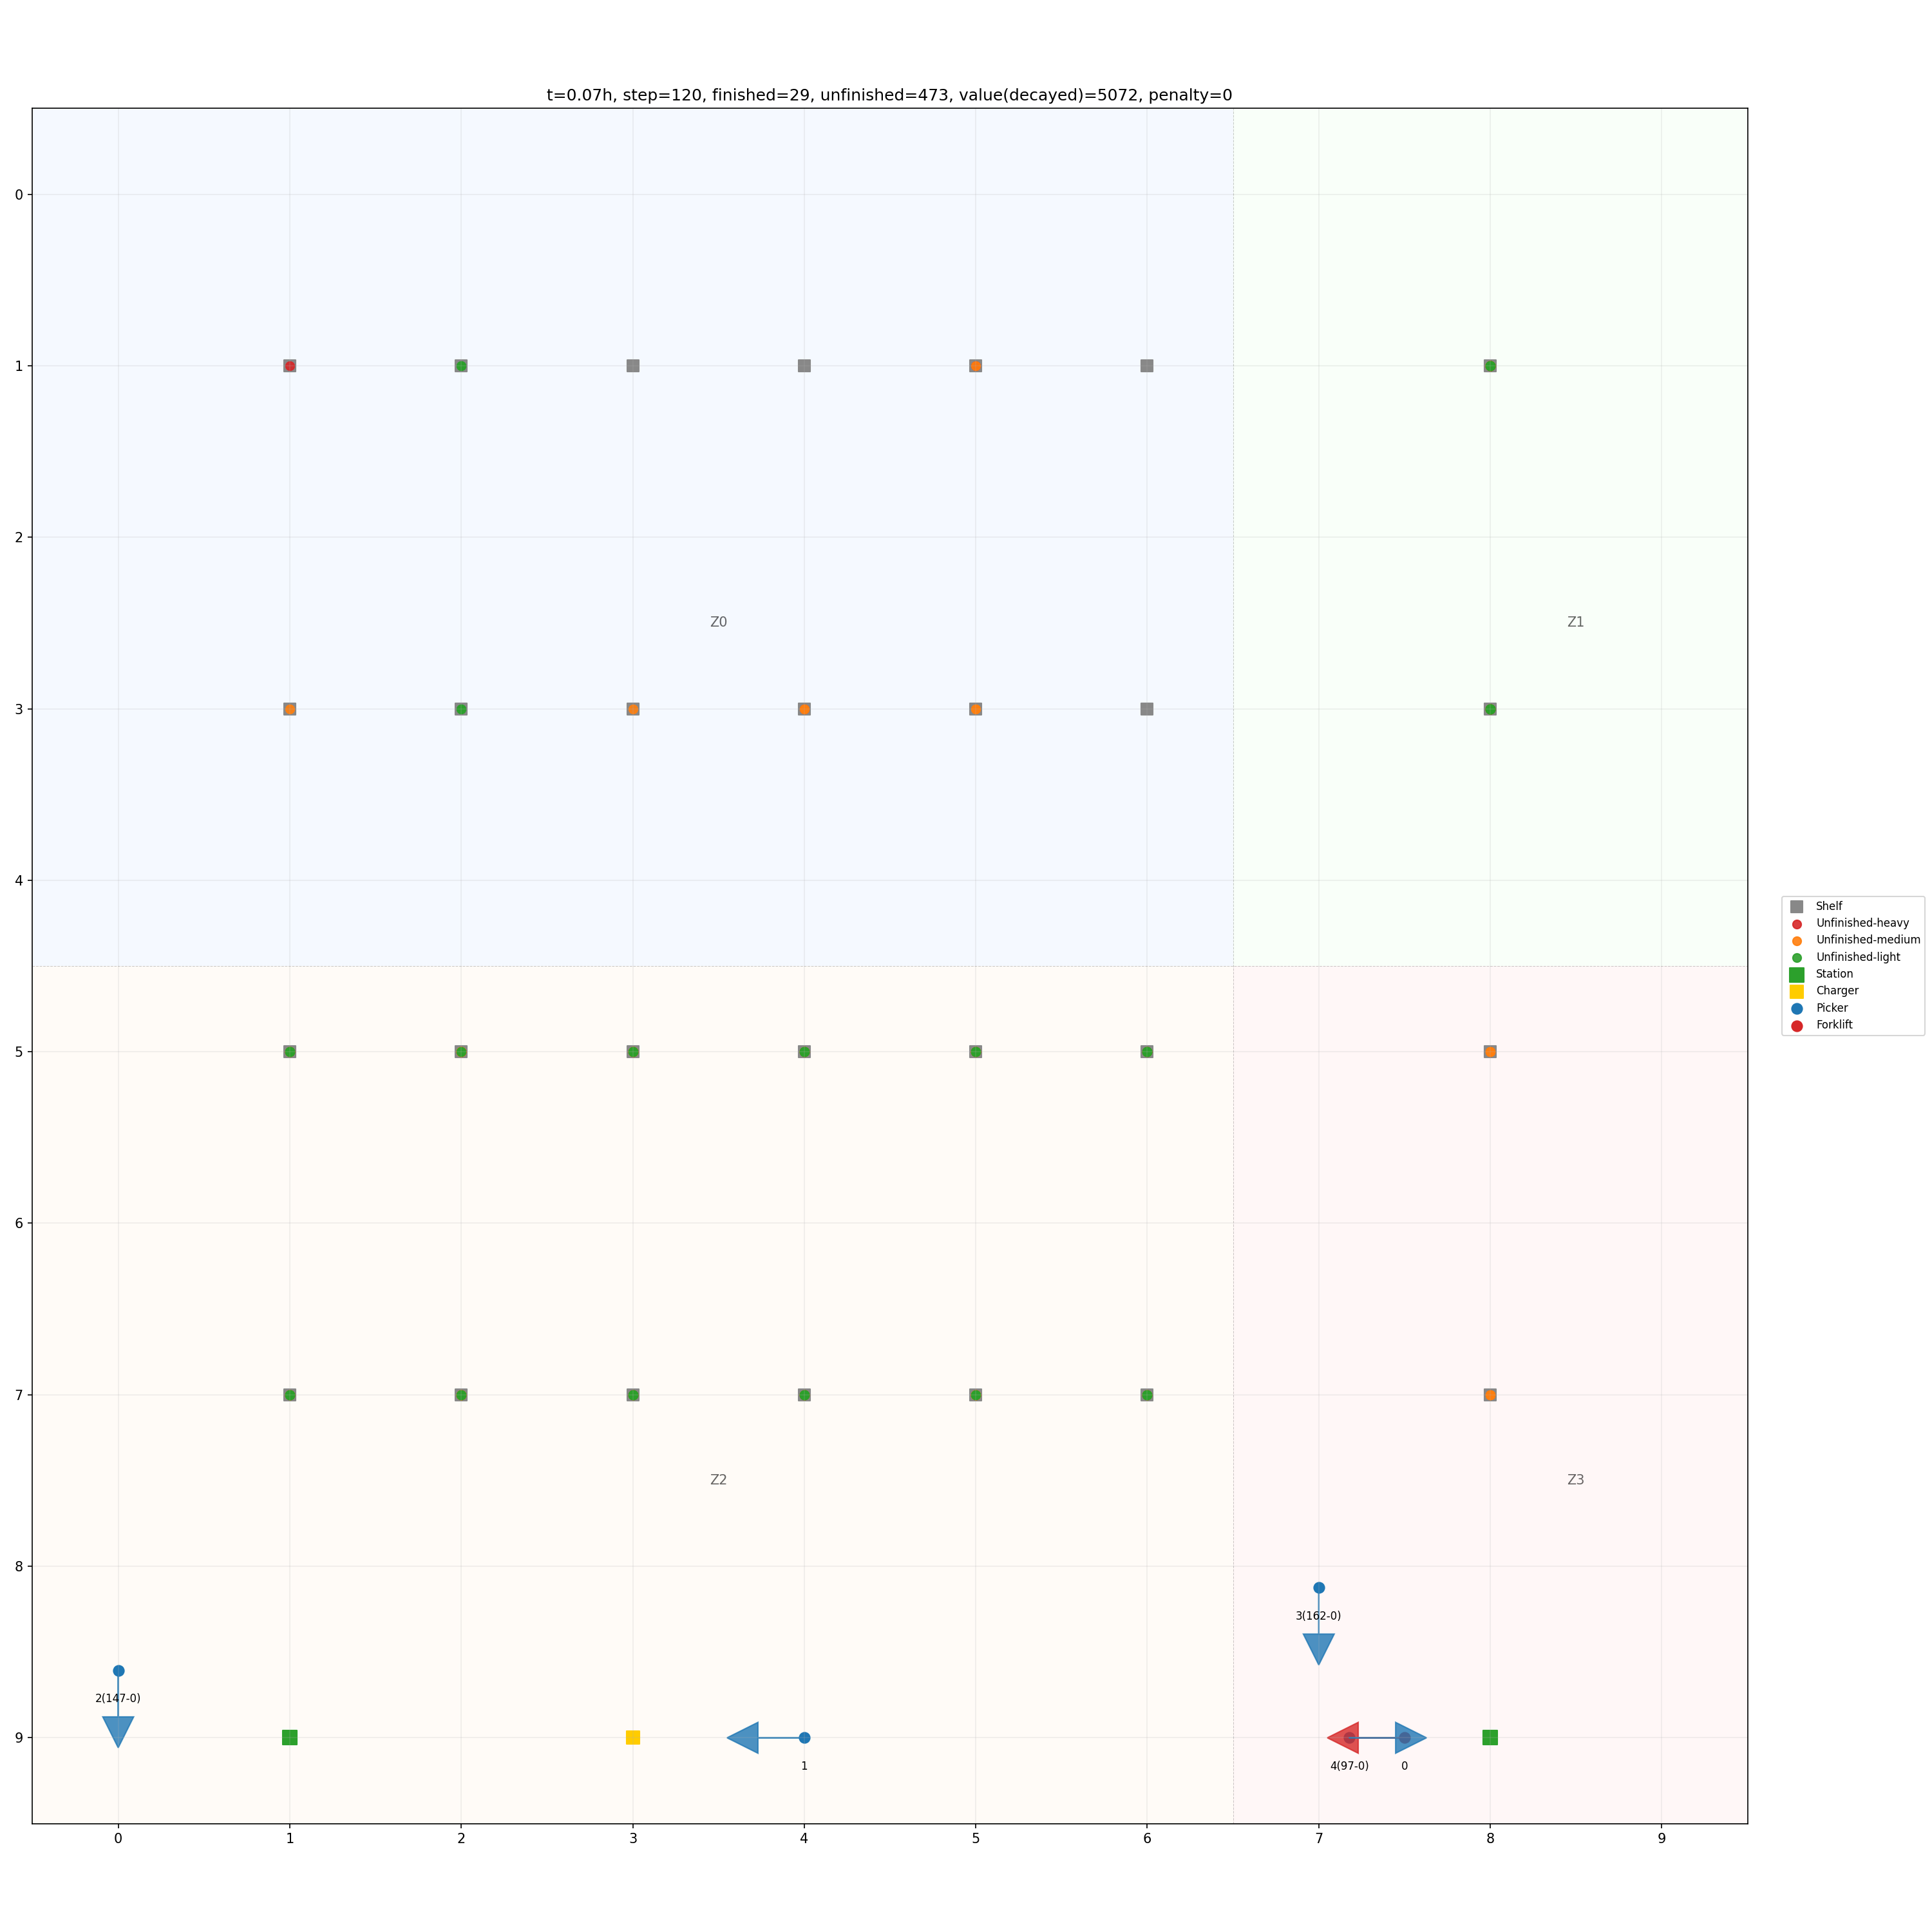 t=0.07h, step=120, finished=29, unfinished=473, value(decayed)=5072, penalty=0
0
1
2
Z0
Z1
3
4
Shelf
Unfinished-heavy
Unfinished-medium
Unfinished-light
Station
Charger
Picker
Forklift
5
6
7
Z2
Z3
8
3(162-0)
2(147-0)
9
1
4(97-0)
0
0 1 2 3 4 5 6 7 8 9